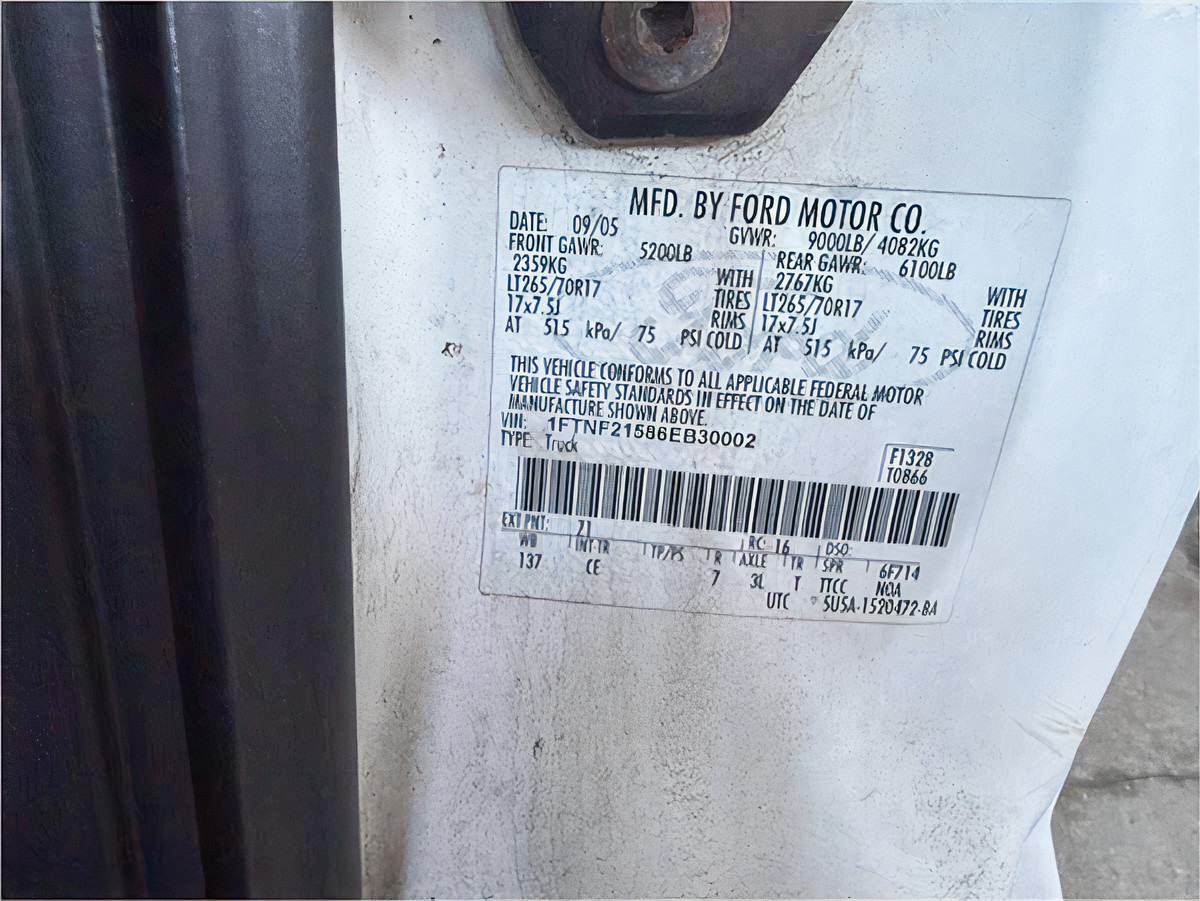 MFD. BY FORD MOTOR CO.
DATE: 09/05 GVWR: 9000LB/ 4082KG
FRONT GAWR: 5200LB REAR GAWR: 6100LB
2359KG WITH 2767KG WITH
LT265/70R17 TIRES LT265/70R17 TIRES
17x7.5J RIMS 17x7.5J RIMS
AT 515 kPa/ 75 PSI COLD AT 515 kPa/ 75 PSI COLD
THIS VEHICLE CONFORMS TO ALL APPLICABLE FEDERAL MOTOR
VEHICLE SAFETY STANDARDS IN EFFECT ON THE DATE OF
MANUFACTURE SHOWN ABOVE.
VIN: 1FTNF21586EB30002
TYPE: Truck
F1328
T0866
EXT PNT: Z1 RC: 16 DSO:
WB INT TR TP/PS R AXLE TR SPR 6F714
137 CE 7 3L T TTCC NQA
UTC 5U5A-1520472-BA